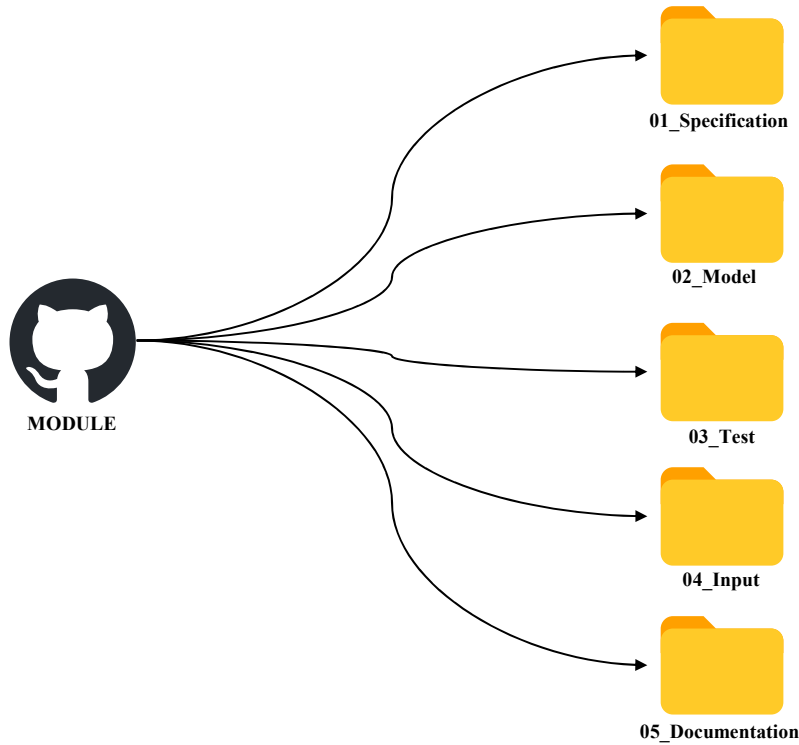 01_Specification
02_Model
MODULE
03_Test
04_Input
05_Documentation